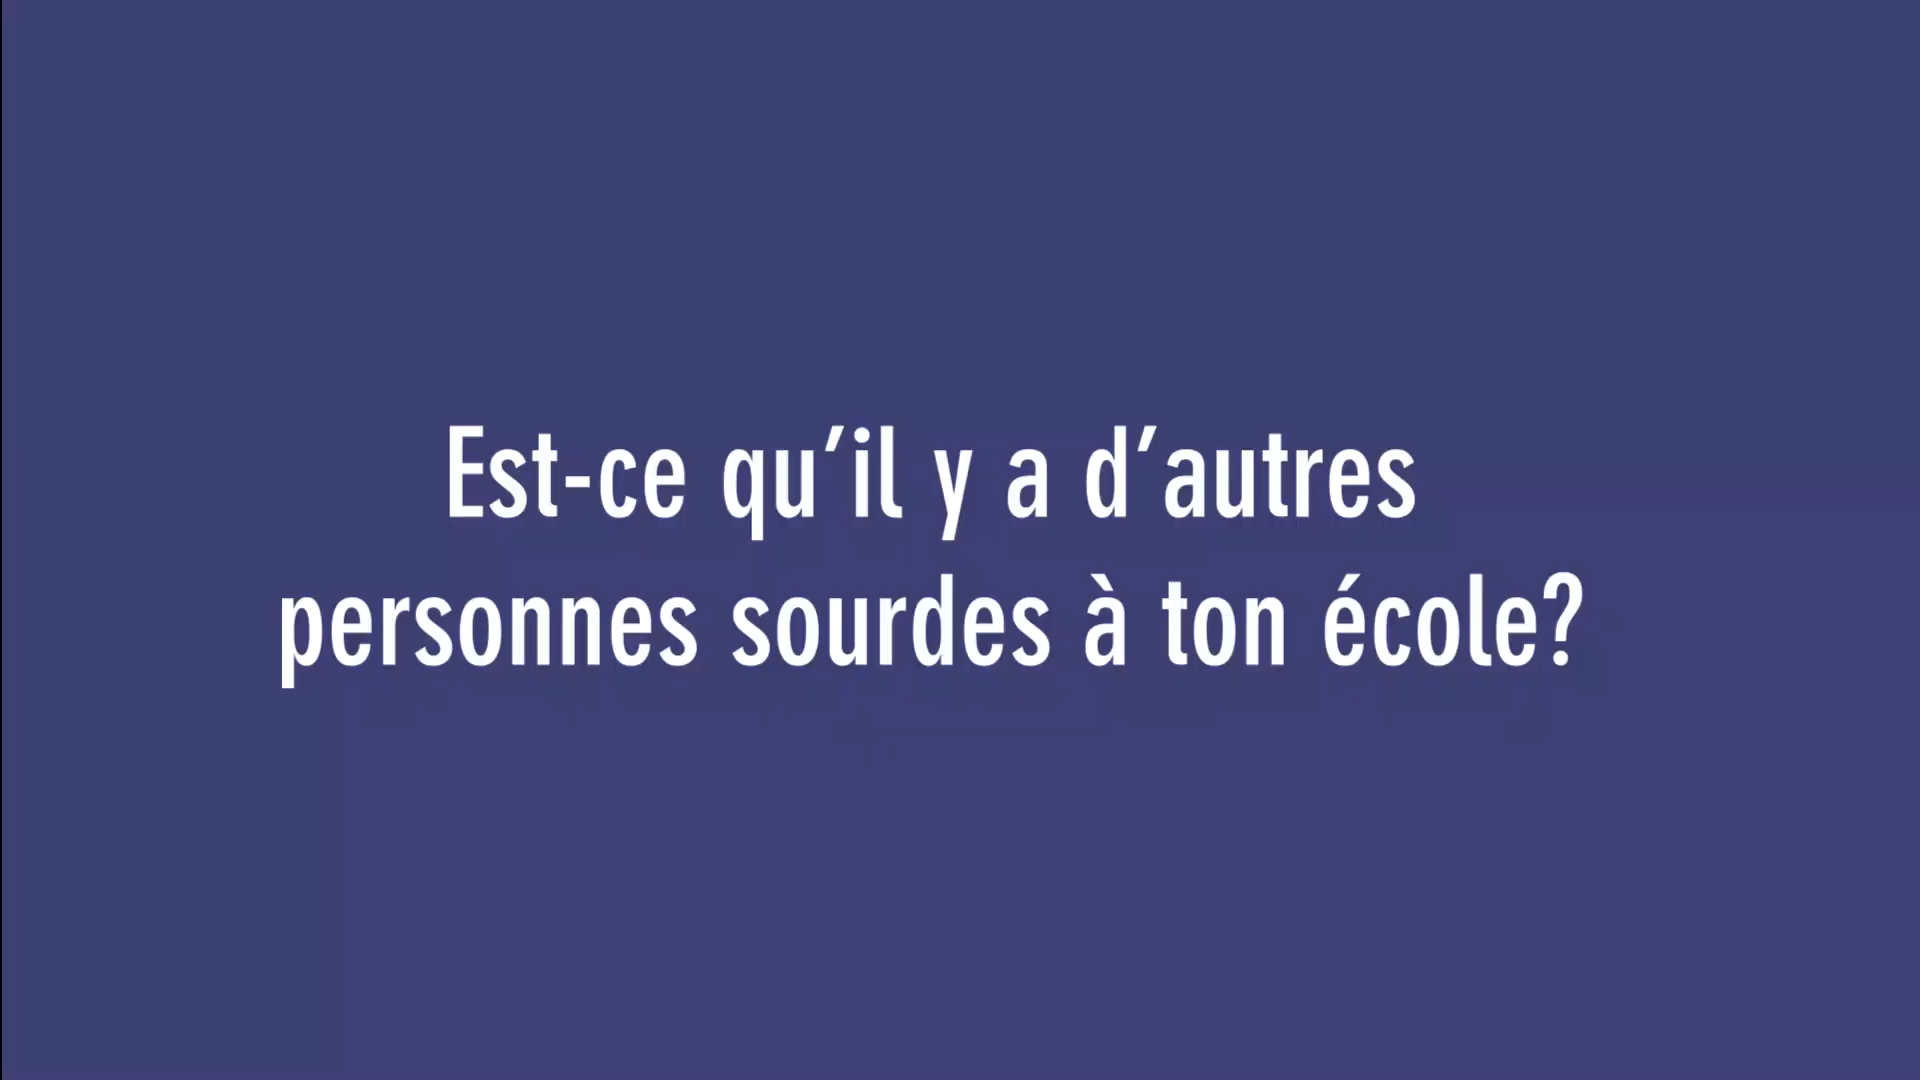 Est-ce qu’il y a d’autres
personnes sourdes à ton école?